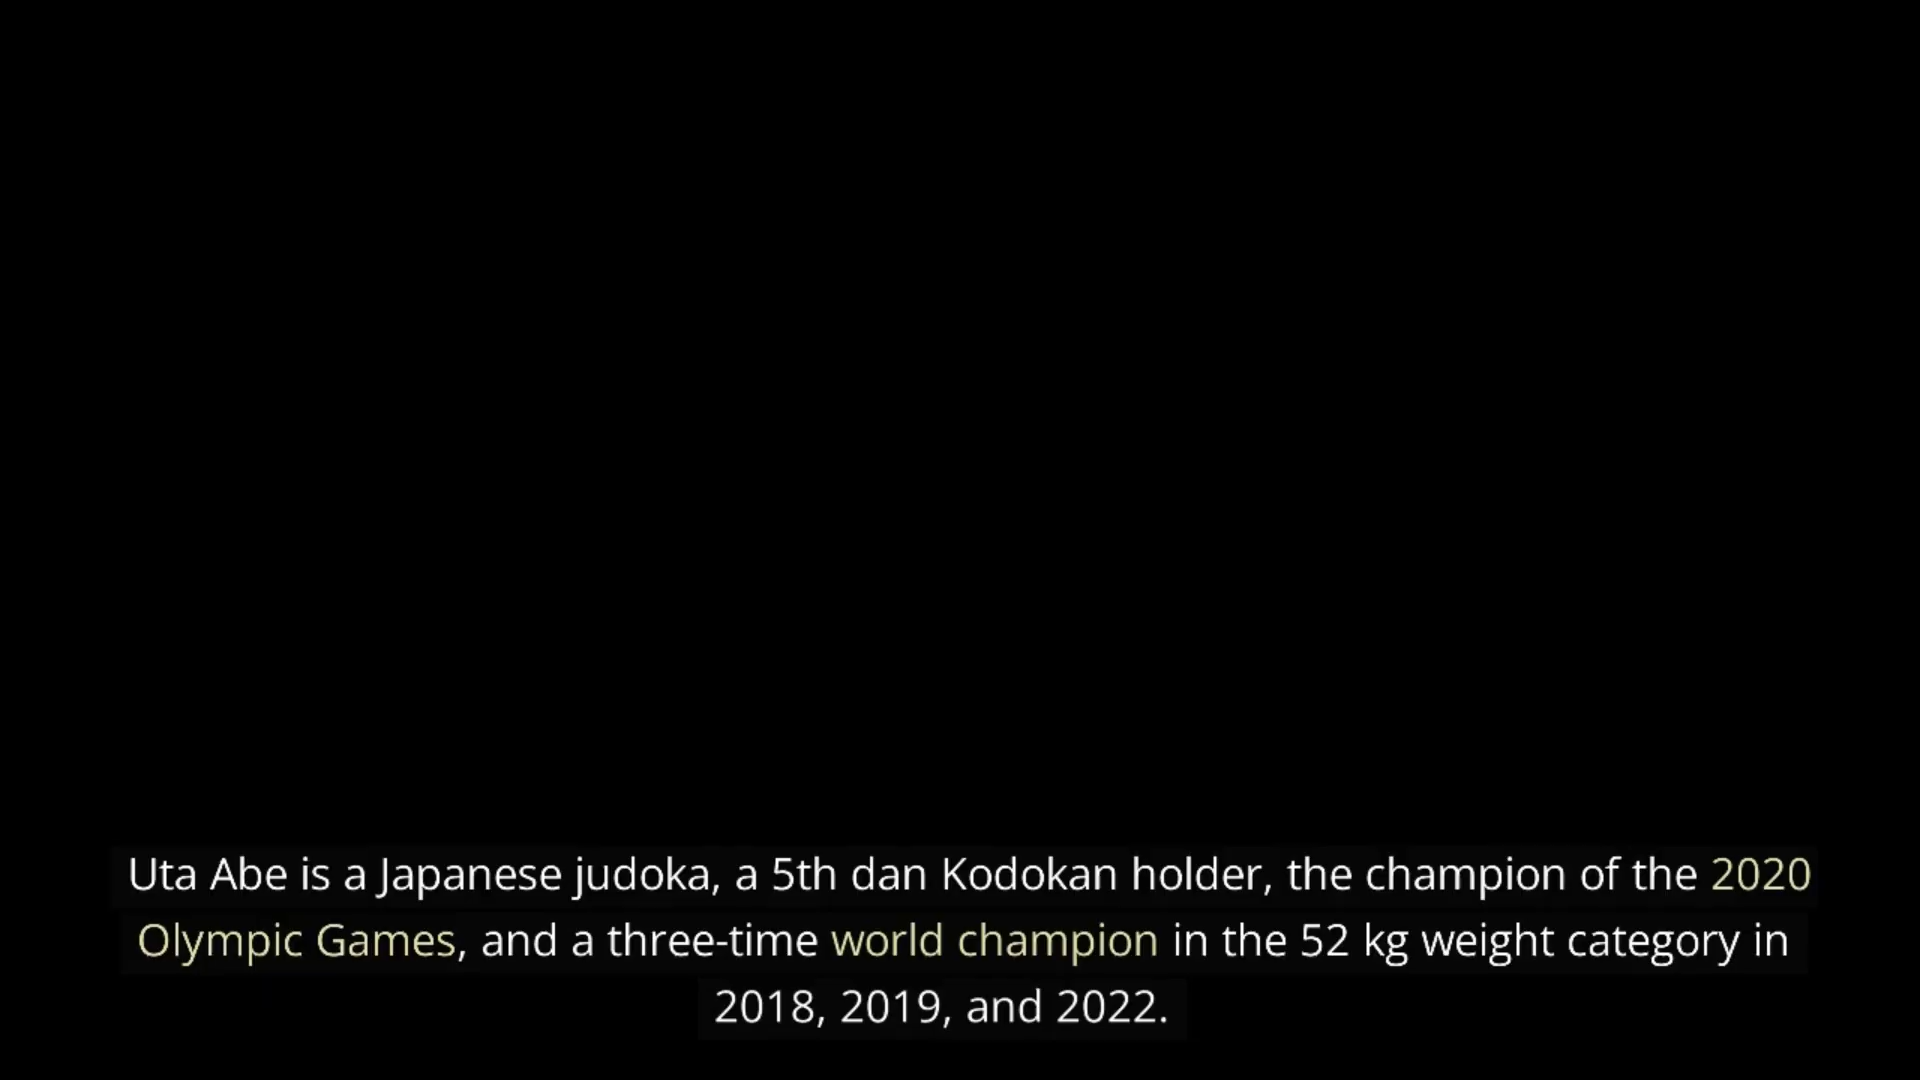 Uta Abe is a Japanese judoka, a 5th dan Kodokan holder, the champion of the 2020
Olympic Games, and a three-time world champion in the 52 kg weight category in
2018, 2019, and 2022.